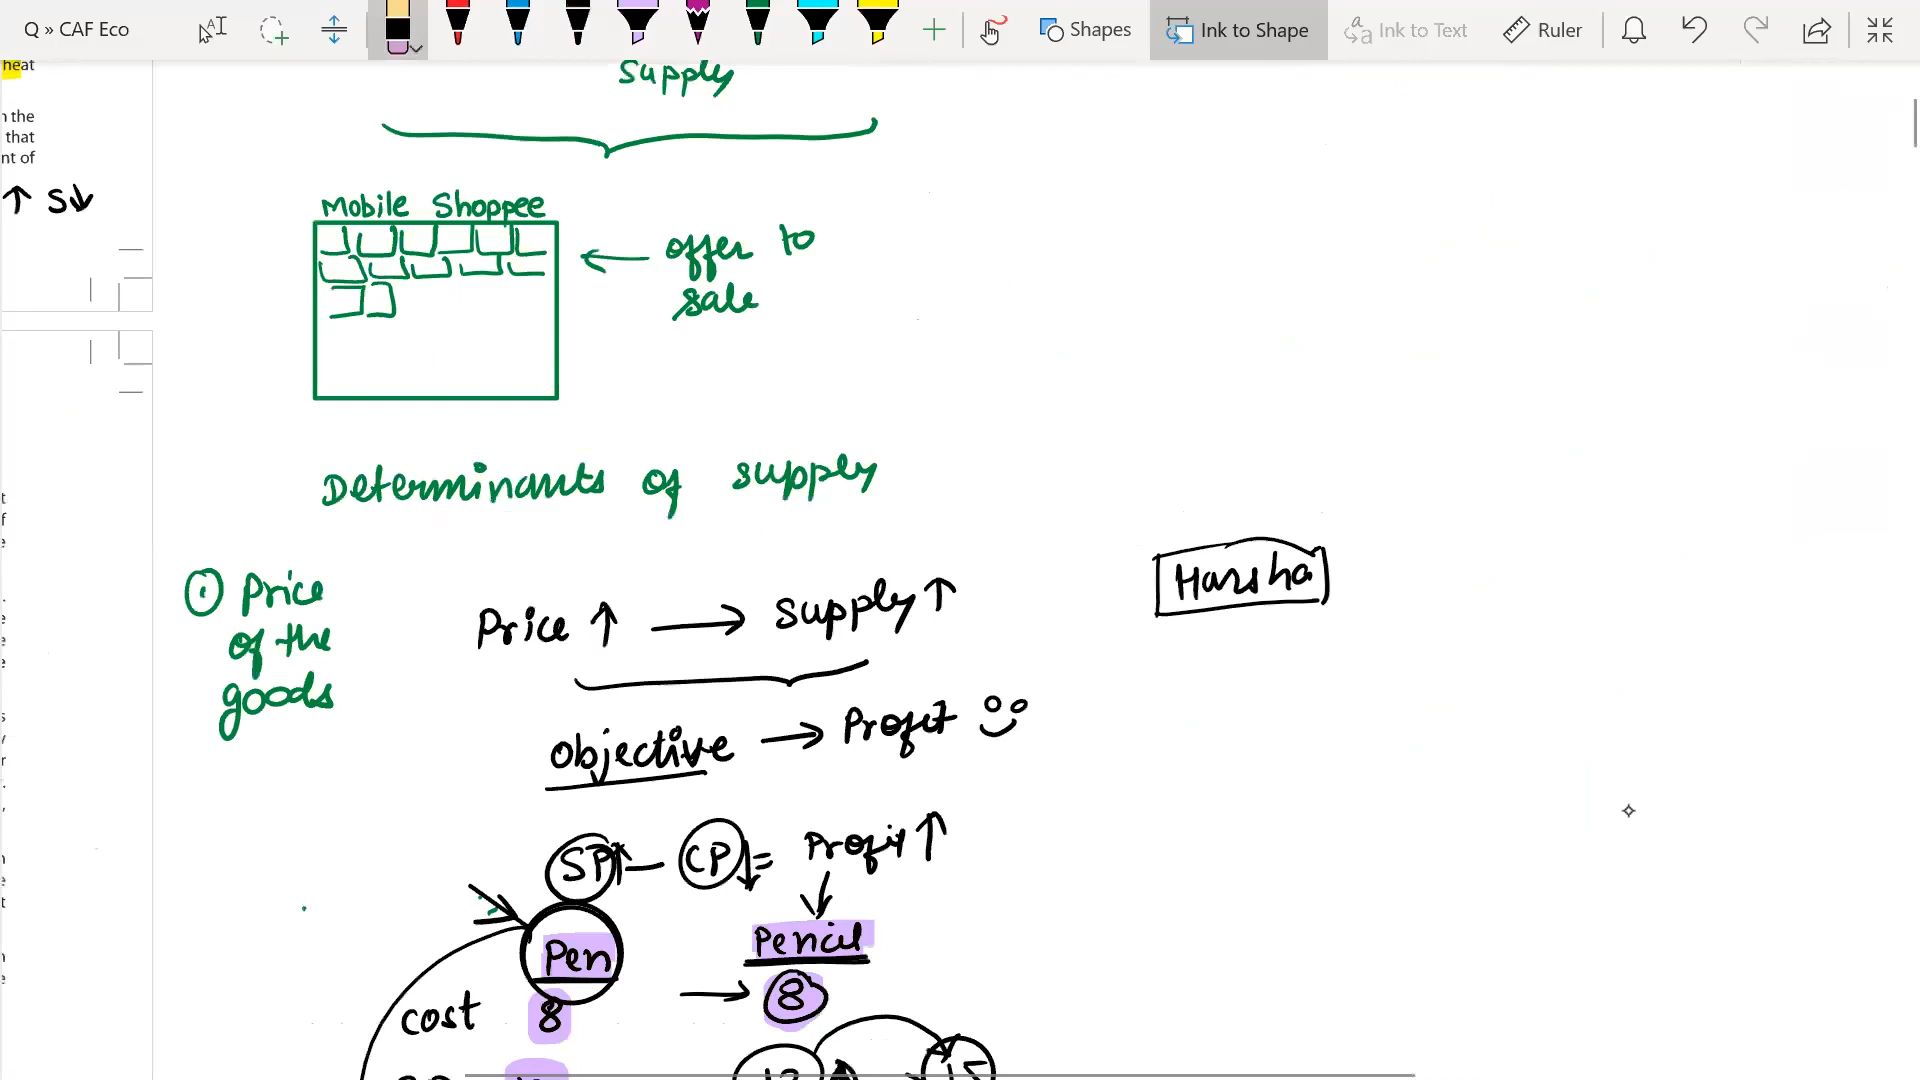 Q » CAF Eco
Shapes
Ink to Shape
Ink to Text
Ruler
heat
the
that
nt of
↑ S↓
Supply
Mobile Shoppee
← offer to
sale
Determinants of supply
① Price
of the
goods
Price ↑ → Supply ↑
Harsha
Objective → Profit
SP↑ - CP↓ = Profit ↑
Pen
Pencil
cost 8 → 8
15